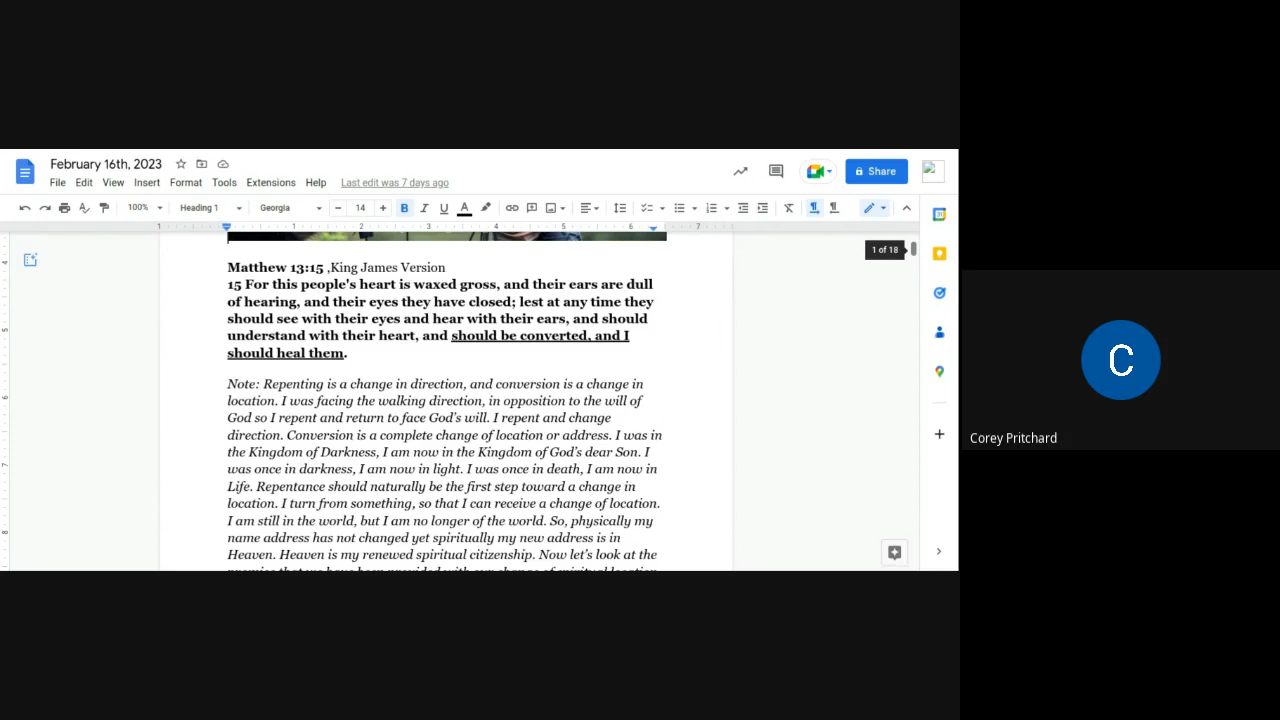 February 16th, 2023
File Edit View Insert Format Tools Extensions Help Last edit was 7 days ago
Share
100% Heading 1 Georgia 14 B I U A
1 1 2 3 4 5 6 7
1 of 18
Matthew 13:15 ,King James Version
15 For this people's heart is waxed gross, and their ears are dull
of hearing, and their eyes they have closed; lest at any time they
should see with their eyes and hear with their ears, and should
understand with their heart, and should be converted, and I
should heal them.
Note: Repenting is a change in direction, and conversion is a change in
location. I was facing the walking direction, in opposition to the will of
God so I repent and return to face God's will. I repent and change
direction. Conversion is a complete change of location or address. I was in
the Kingdom of Darkness, I am now in the Kingdom of God's dear Son. I
was once in darkness, I am now in light. I was once in death, I am now in
Life. Repentance should naturally be the first step toward a change in
location. I turn from something, so that I can receive a change of location.
I am still in the world, but I am no longer of the world. So, physically my
name address has not changed yet spiritually my new address is in
Heaven. Heaven is my renewed spiritual citizenship. Now let's look at the
C
Corey Pritchard